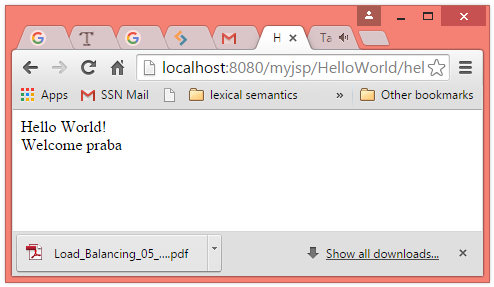 H
Ta
localhost:8080/myjsp/HelloWorld/hel
Apps SSN Mail lexical semantics » Other bookmarks
Hello World!
Welcome praba
Load_Balancing_05_....pdf Show all downloads...